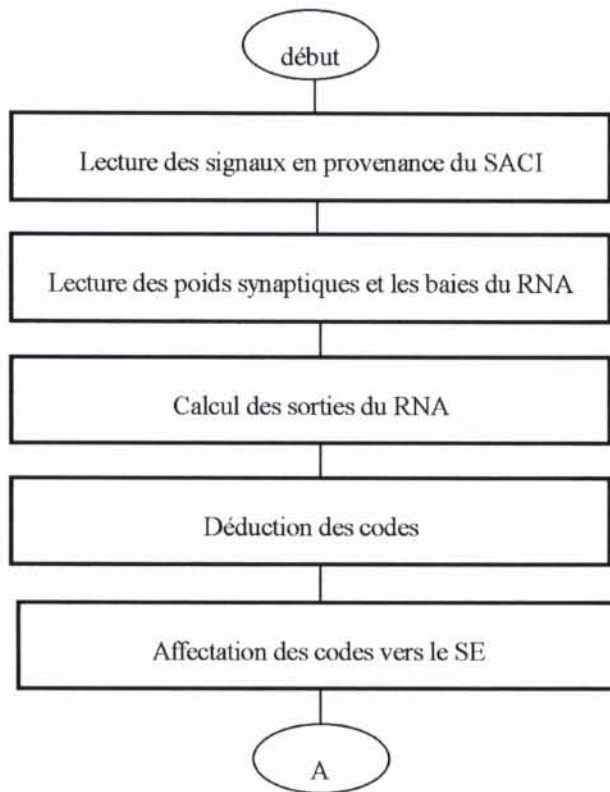 début
Lecture des signaux en provenance du SACI
Lecture des poids synaptiques et les baies du RNA
Calcul des sorties du RNA
Déduction des codes
Affectation des codes vers le SE
A